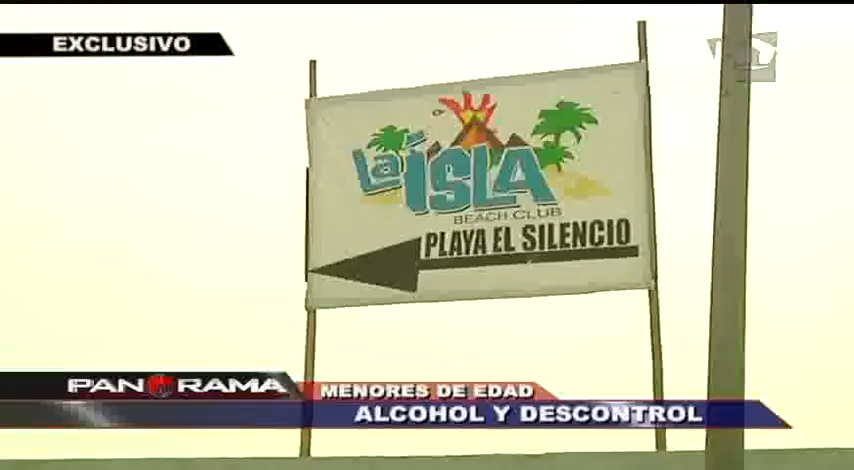 EXCLUSIVO
La iSLA
BEACH CLUB
PLAYA EL SILENCIO
PANORAMA
MENORES DE EDAD
ALCOHOL Y DESCONTROL